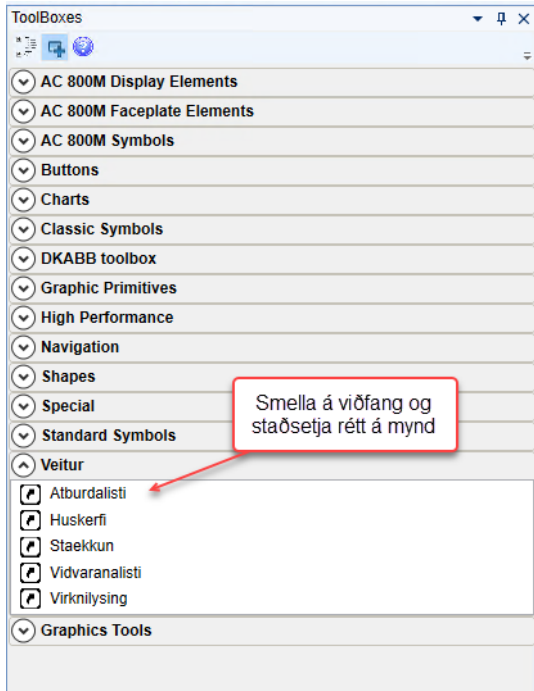 ToolBoxes
AC 800M Display Elements
AC 800M Faceplate Elements
AC 800M Symbols
Buttons
Charts
Classic Symbols
DKABB toolbox
Graphic Primitives
High Performance
Navigation
Shapes
Special
Standard Symbols
Smella á viðfang og
staðsetja rétt á mynd
Veitur
Atburdalisti
Huskerfi
Staekkun
Vidvaranalisti
Virknilysing
Graphics Tools